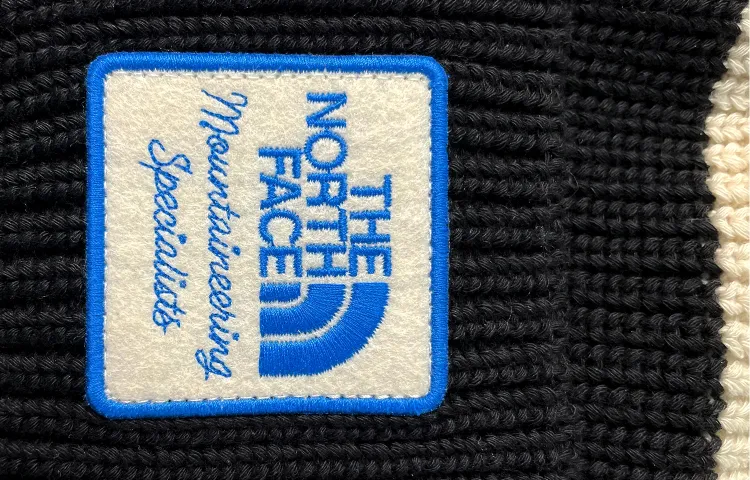 THE
NORTH
FACE
Mountaineering
Specialists